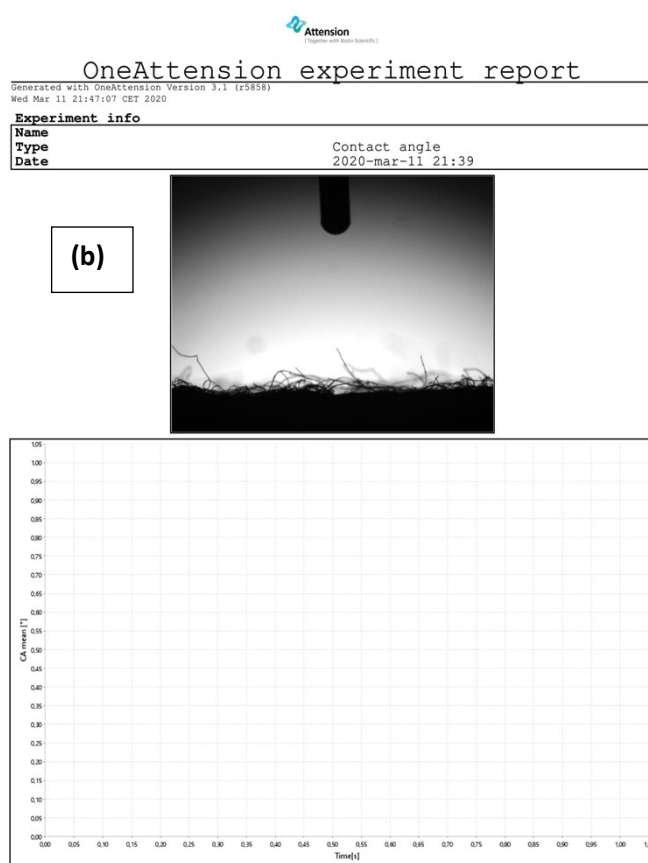 Attension
[Together with Biolin Scientific]
OneAttension experiment report
Generated with OneAttension Version 3.1 (r5858)
Wed Mar 11 21:47:07 CET 2020
Experiment info
Name
Type Contact angle
Date 2020-mar-11 21:39
(b)
1,05
1,00
0,95
0,90
0,85
0,80
0,75
0,70
0,65
0,60
0,55
0,50
0,45
0,40
0,35
0,30
0,25
0,20
0,15
0,10
0,05
0,00
CA mean [°]
0,00 0,05 0,10 0,15 0,20 0,25 0,30 0,35 0,40 0,45 0,50 0,55 0,60 0,65 0,70 0,75 0,80 0,85 0,90 0,95 1,00
Time[s]